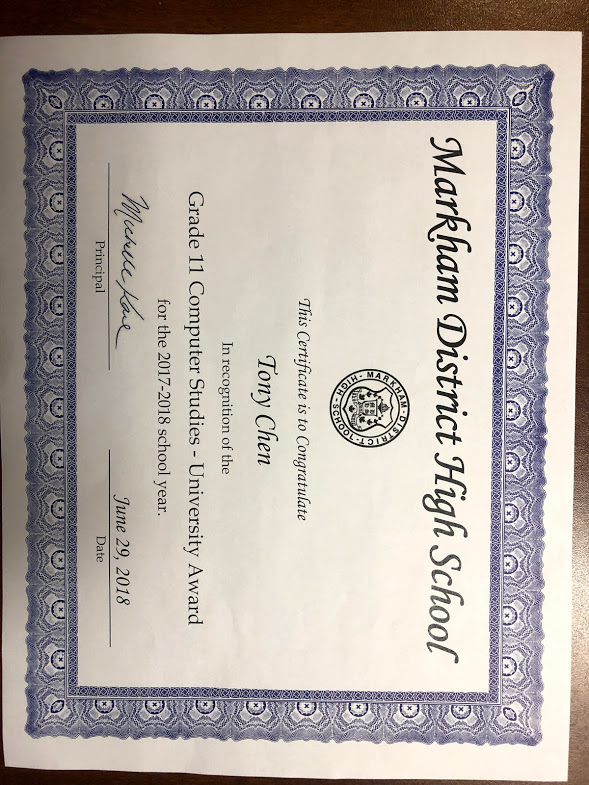 Markham District High School
MARKHAM · DISTRICT · HIGH - SCHOOL ·
This Certificate is to Congratulate
Tony Chen
In recognition of the
Grade 11 Computer Studies - University Award
for the 2017-2018 school year.
Michelle Kane
June 29, 2018
Principal
Date